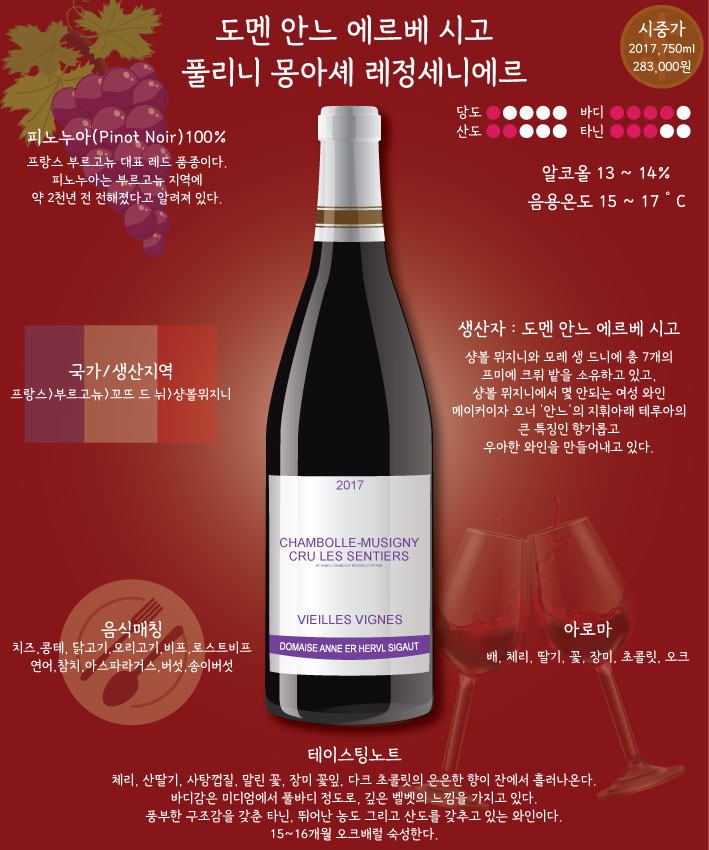 도멘 안느 에르베 시고
풀리니 몽아셰 레정세니에르
시중가
2017,750ml
283,000원
당도
바디
산도
타닌
알코올 13 ~ 14%
음용온도 15 ~ 17 ˚ C
피노누아(Pinot Noir)100%
프랑스 부르고뉴 대표 레드 품종이다.
피노누아는 부르고뉴 지역에
약 2천년 전 전해졌다고 알려져 있다.
국가/생산지역
프랑스>부르고뉴>꼬뜨 드 뉘>샹볼뮈지니
생산자 : 도멘 안느 에르베 시고
샹볼 뮈지니와 모레 생 드니에 총 7개의
프미에 크뤼 밭을 소유하고 있고,
샹볼 뮈지니에서 몇 안되는 여성 와인
메이커이자 오너 '안느'의 지휘아래 테루아의
큰 특징인 향기롭고
우아한 와인을 만들어내고 있다.
2017
CHAMBOLLE-MUSIGNY
CRU LES SENTIERS
VIEILLES VIGNES
DOMAISE ANNE ER HERVL SIGAUT
음식매칭
치즈,콩테, 닭고기,오리고기,비프,로스트비프
연어,참치,아스파라거스,버섯,송이버섯
아로마
배, 체리, 딸기, 꽃, 장미, 초콜릿, 오크
테이스팅노트
체리, 산딸기, 사탕껍질, 말린 꽃, 장미 꽃잎, 다크 초콜릿의 은은한 향이 잔에서 흘러나온다.
바디감은 미디엄에서 풀바디 정도로, 깊은 벨벳의 느낌을 가지고 있다.
풍부한 구조감을 갖춘 타닌, 뛰어난 농도 그리고 산도를 갖추고 있는 와인이다.
15~16개월 오크배럴 숙성한다.